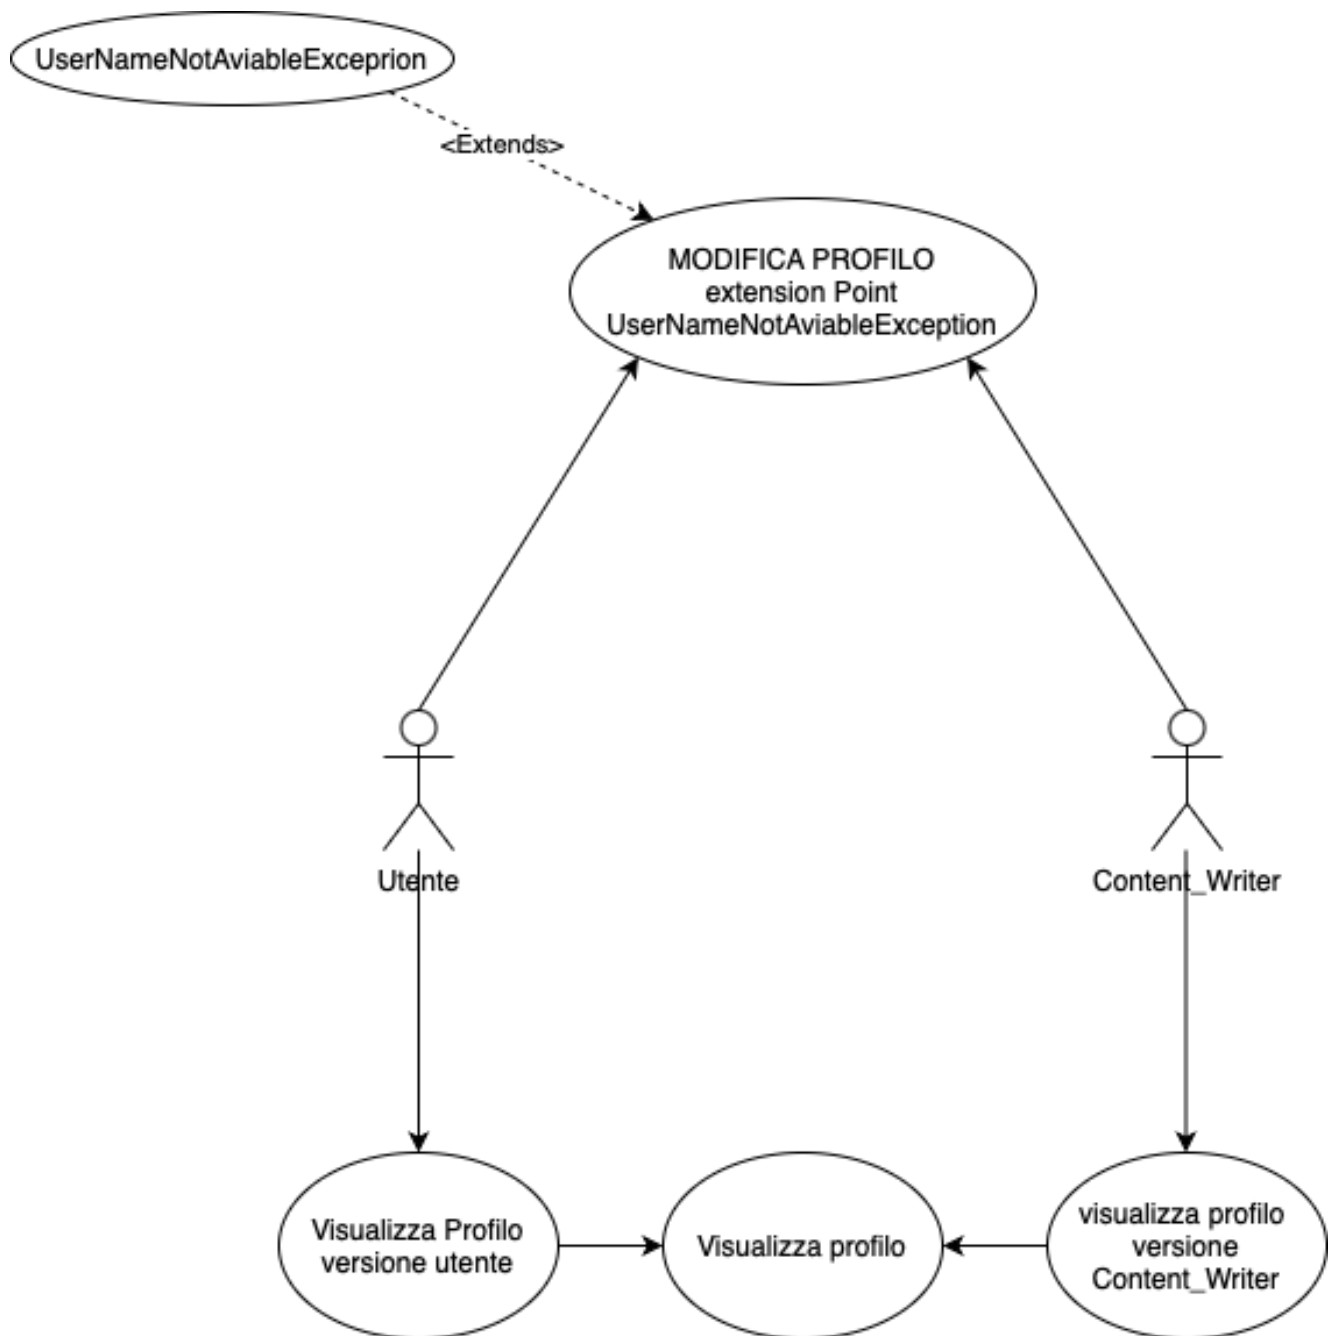 UserNameNotAviableExceprion
<Extends>
MODIFICA PROFILO
extension Point
UserNameNotAviableException
Utente
Content_Writer
Visualizza Profilo
versione utente
Visualizza profilo
visualizza profilo
versione
Content_Writer